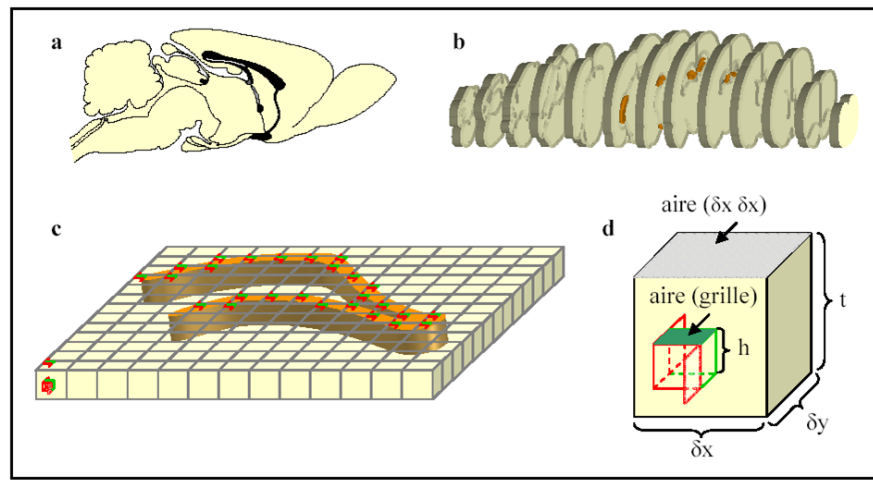 a
b
c
d
aire (δx δx)
aire (grille)
h
t
δy
δx